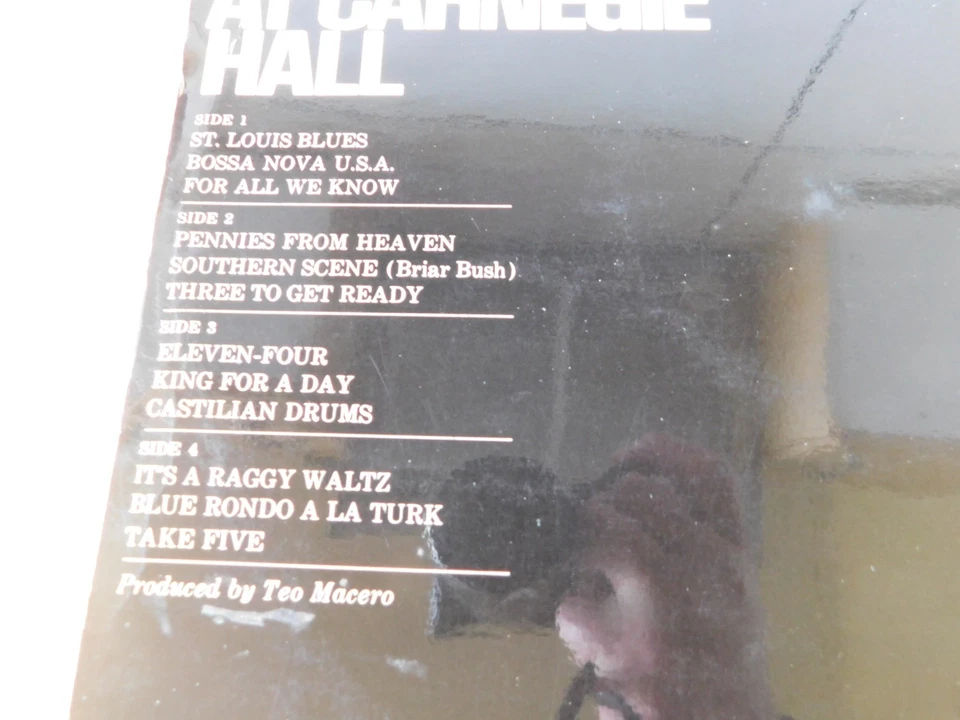 AT CARNEGIE
HALL
SIDE 1
ST. LOUIS BLUES
BOSSA NOVA U.S.A.
FOR ALL WE KNOW
SIDE 2
PENNIES FROM HEAVEN
SOUTHERN SCENE (Briar Bush)
THREE TO GET READY
SIDE 3
ELEVEN-FOUR
KING FOR A DAY
CASTILIAN DRUMS
SIDE 4
IT'S A RAGGY WALTZ
BLUE RONDO A LA TURK
TAKE FIVE
Produced by Teo Macero